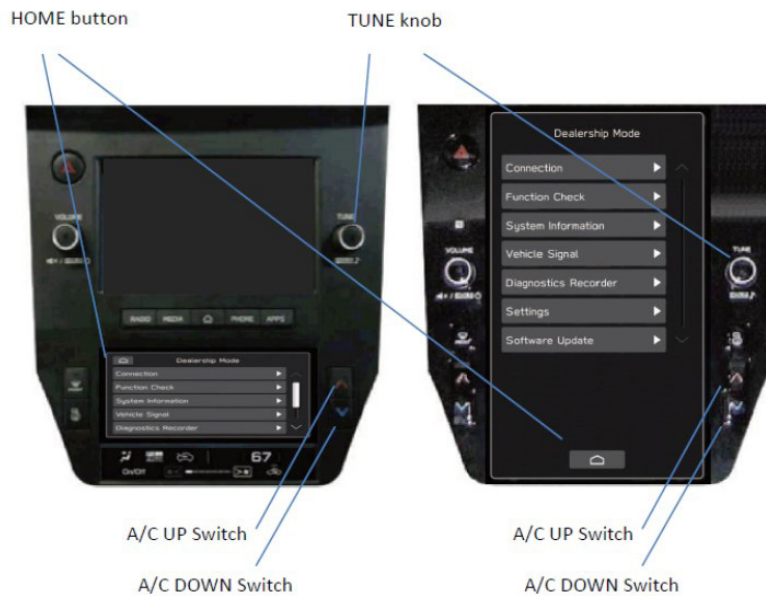 HOME button
TUNE knob
VOLUME
TUNE
RADIO
MEDIA
PHONE
APPS
Dealership Mode
Connection
Function Check
System Information
Vehicle Signal
Diagnostics Recorder
67
On/Off
Dealership Mode
Connection
Function Check
System Information
Vehicle Signal
Diagnostics Recorder
Settings
Software Update
VOLUME
TUNE
A/C UP Switch
A/C DOWN Switch
A/C UP Switch
A/C DOWN Switch